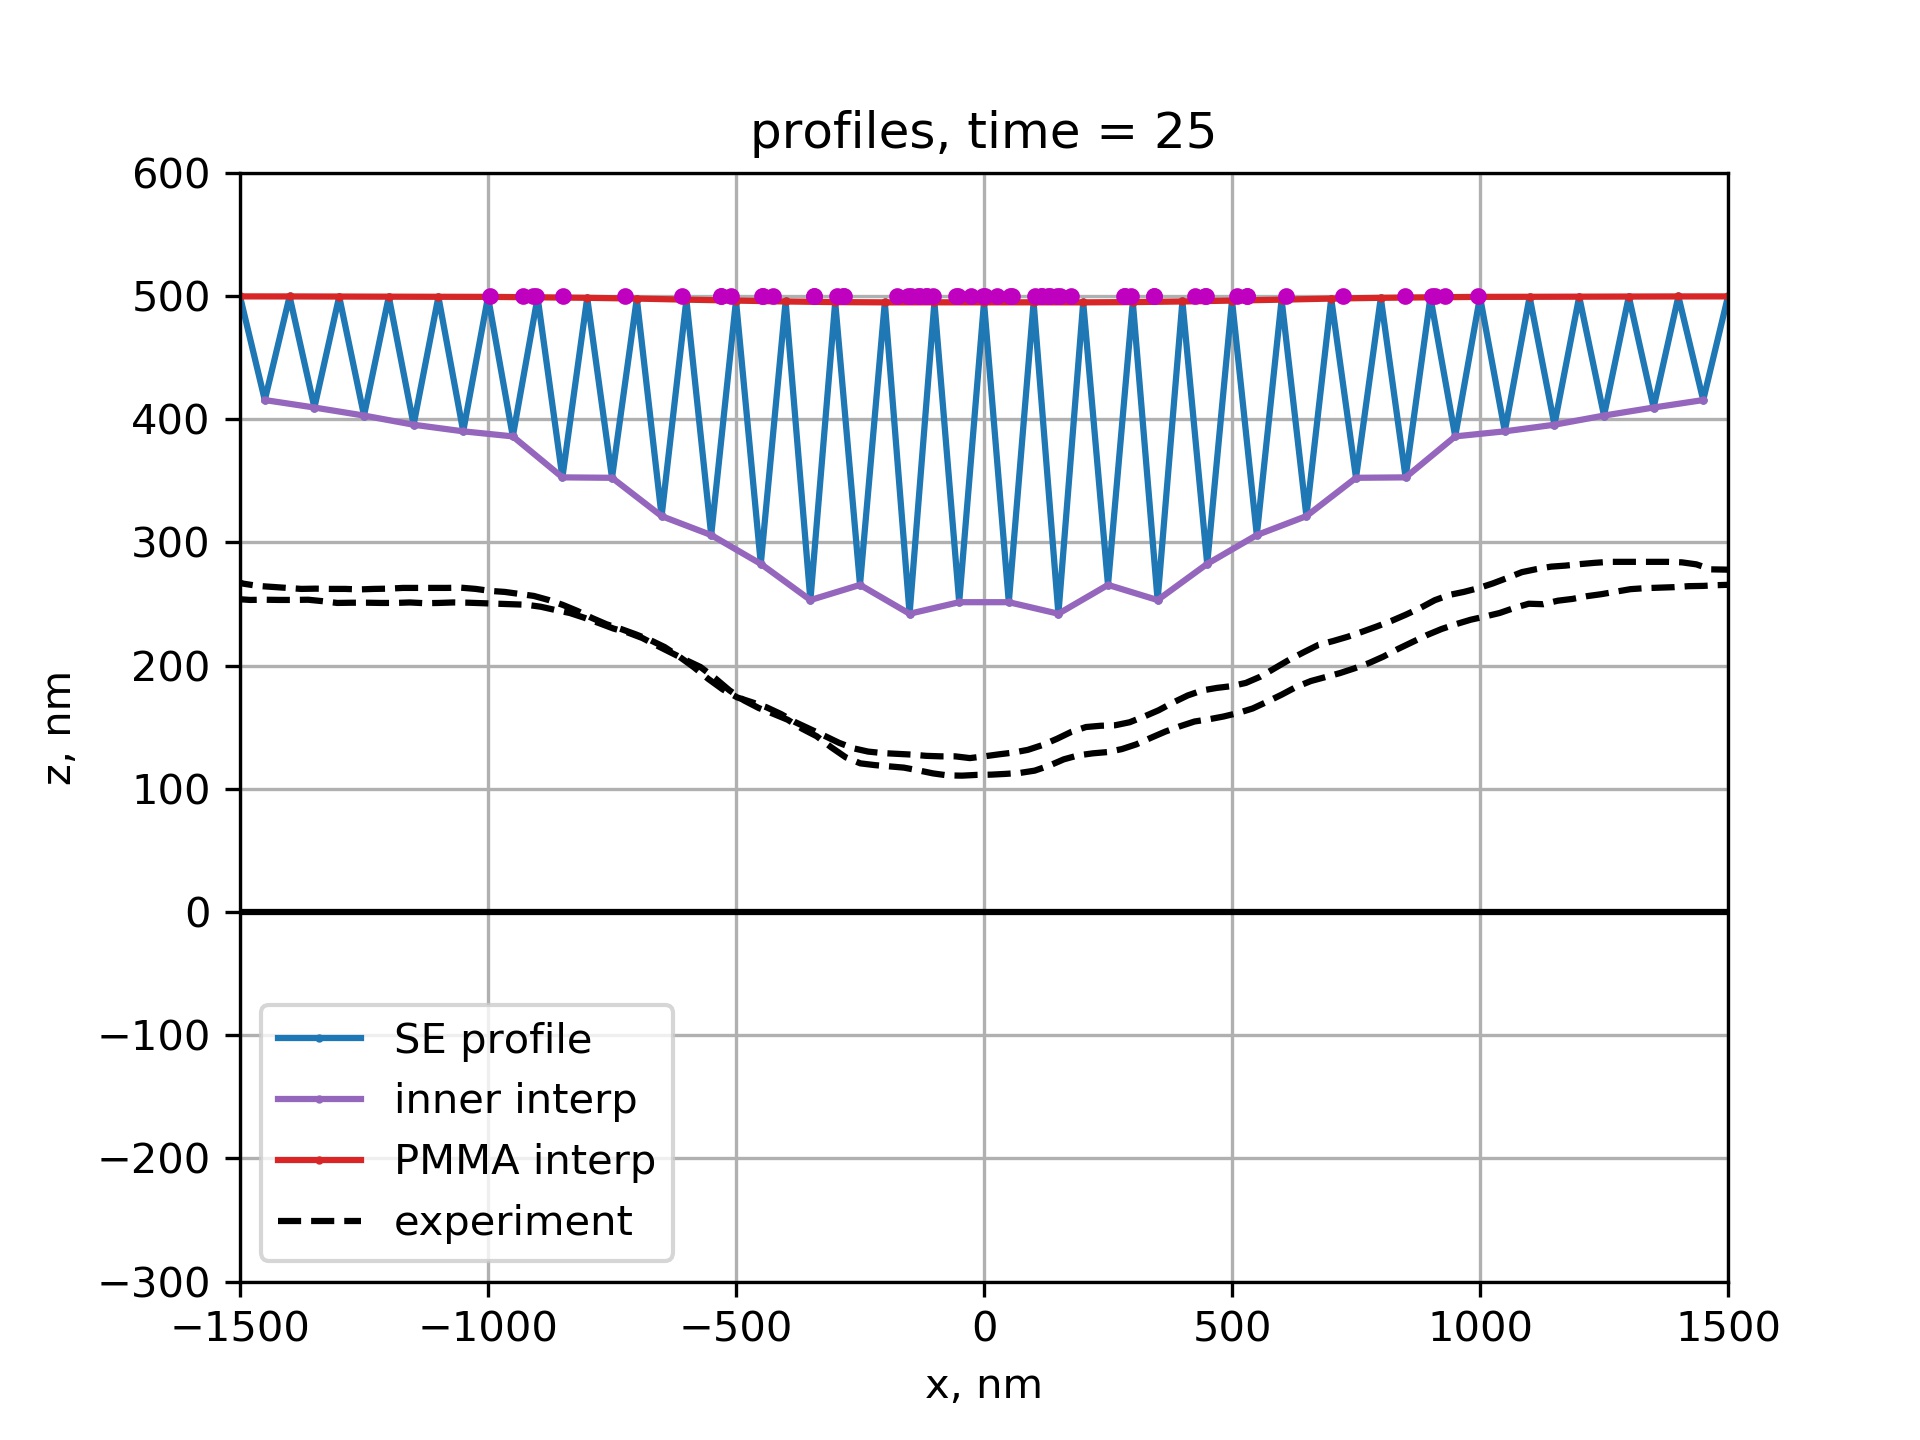 profiles, time = 25
600
500
400
300
200
100
0
−100
−200
−300
z, nm
SE profile
inner interp
PMMA interp
experiment
−1500 −1000 −500 0 500 1000 1500
x, nm